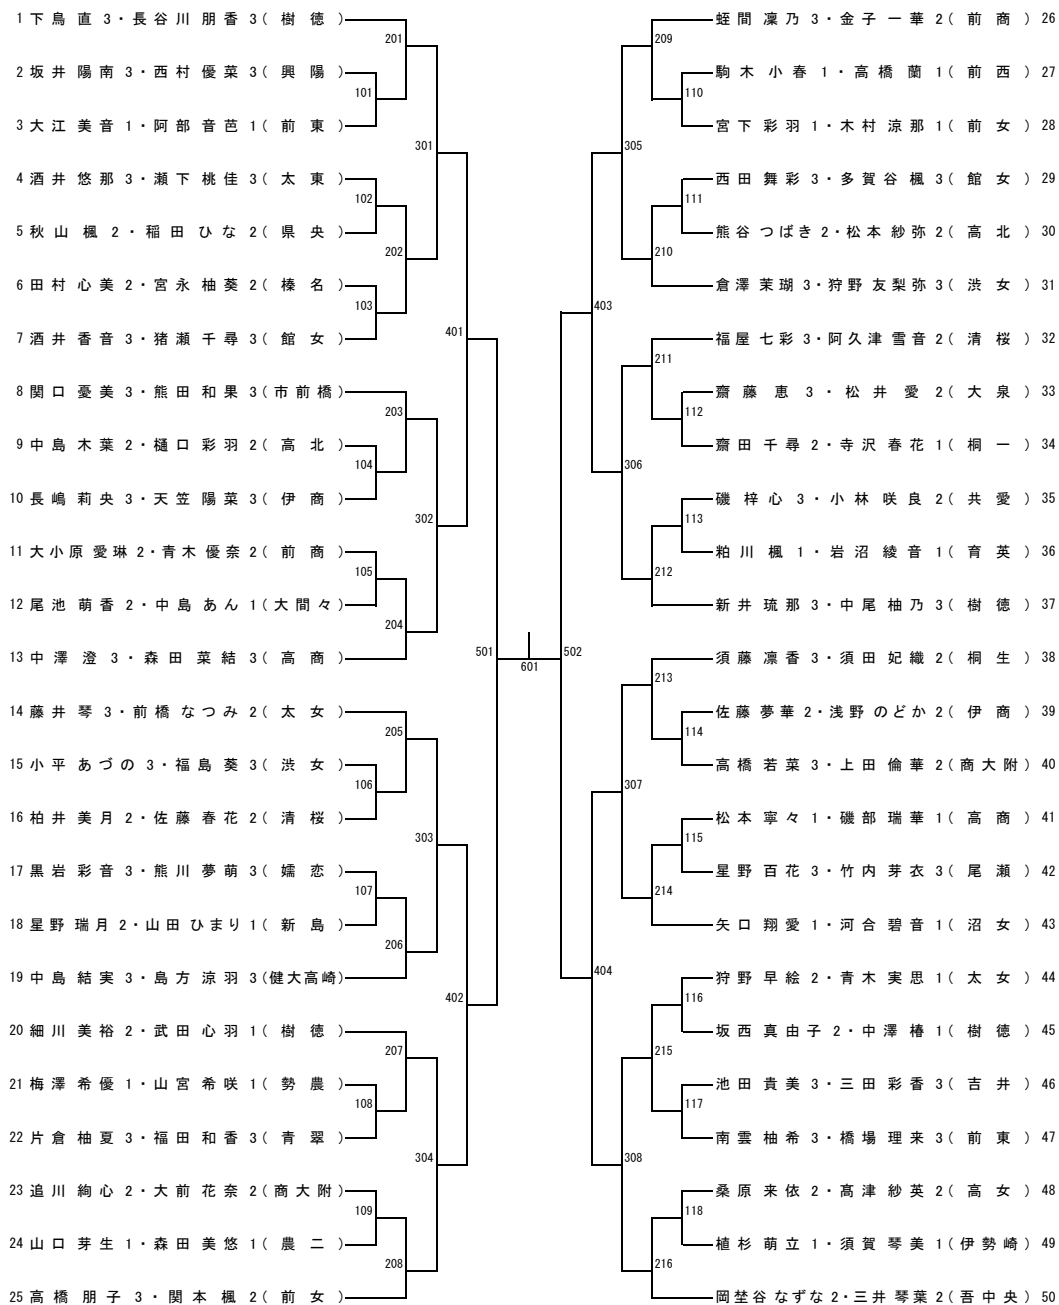 1 下鳥 直 3・長谷川 朋香 3( 樹 徳 )
201
2 坂井 陽南 3・西村 優菜 3( 興 陽 )
101
3 大江 美音 1・阿部 音芭 1( 前 東 )
301
4 酒井 悠那 3・瀬下 桃佳 3( 太 東 )
102
5 秋山 楓 2・稲田 ひな 2( 県 央 )
202
6 田村 心美 2・宮永 柚葵 2( 榛 名 )
103
7 酒井 香音 3・猪瀬 千尋 3( 館 女 )
401
8 関口 憂美 3・熊田 和果 3(市前橋)
203
9 中島 木葉 2・樋口 彩羽 2( 高 北 )
104
10 長嶋 莉央 3・天笠 陽菜 3( 伊 商 )
302
11 大小原 愛琳 2・青木 優奈 2( 前 商 )
105
12 尾池 萌香 2・中島 あん 1(大間々)
204
13 中澤 澄 3・森田 菜結 3( 高 商 )
501
14 藤井 琴 3・前橋 なつみ 2( 太 女 )
205
15 小平 あづの 3・福島 葵 3( 渋 女 )
106
16 柏井 美月 2・佐藤 春花 2( 清 桜 )
303
17 黒岩 彩音 3・熊川 夢萌 3( 嬬 恋 )
107
18 星野 瑞月 2・山田 ひまり 1( 新 島 )
206
19 中島 結実 3・島方 涼羽 3(健大高崎)
402
20 細川 美裕 2・武田 心羽 1( 樹 徳 )
207
21 梅澤 希優 1・山宮 希咲 1( 勢 農 )
108
22 片倉 柚夏 3・福田 和香 3( 青 翠 )
304
23 追川 絢心 2・大前 花奈 2(商大附)
109
24 山口 芽生 1・森田 美悠 1( 農 二 )
208
25 高橋 朋子 3・関本 楓 2( 前 女 )
601
蛭間 凜乃 3・金子 一華 2( 前 商 ) 26
209
駒木 小春 1・高橋 蘭 1( 前 西 ) 27
110
宮下 彩羽 1・木村 涼那 1( 前 女 ) 28
305
西田 舞彩 3・多賀谷 楓 3( 館 女 ) 29
111
熊谷 つばき 2・松本 紗弥 2( 高 北 ) 30
210
倉澤 茉瑚 3・狩野 友梨弥 3( 渋 女 ) 31
403
福屋 七彩 3・阿久津 雪音 2( 清 桜 ) 32
211
齋藤 恵 3・松井 愛 2( 大 泉 ) 33
112
齋田 千尋 2・寺沢 春花 1( 桐 一 ) 34
306
磯 梓心 3・小林 咲良 2( 共 愛 ) 35
113
粕川 楓 1・岩沼 綾音 1( 育 英 ) 36
212
新井 琉那 3・中尾 柚乃 3( 樹 徳 ) 37
502
須藤 凛香 3・須田 妃織 2( 桐 生 ) 38
213
佐藤 夢華 2・浅野 のどか 2( 伊 商 ) 39
114
高橋 若菜 3・上田 倫華 2(商大附) 40
307
松本 寧々 1・磯部 瑞華 1( 高 商 ) 41
115
星野 百花 3・竹内 芽衣 3( 尾 瀬 ) 42
214
矢口 翔愛 1・河合 碧音 1( 沼 女 ) 43
404
狩野 早絵 2・青木 実思 1( 太 女 ) 44
116
坂西 真由子 2・中澤 椿 1( 樹 徳 ) 45
215
池田 貴美 3・三田 彩香 3( 吉 井 ) 46
117
南雲 柚希 3・橋場 理来 3( 前 東 ) 47
308
桑原 来依 2・髙津 紗英 2( 高 女 ) 48
118
植杉 萌立 1・須賀 琴美 1(伊勢崎) 49
216
岡埜谷 なずな 2・三井 琴葉 2(吾中央) 50